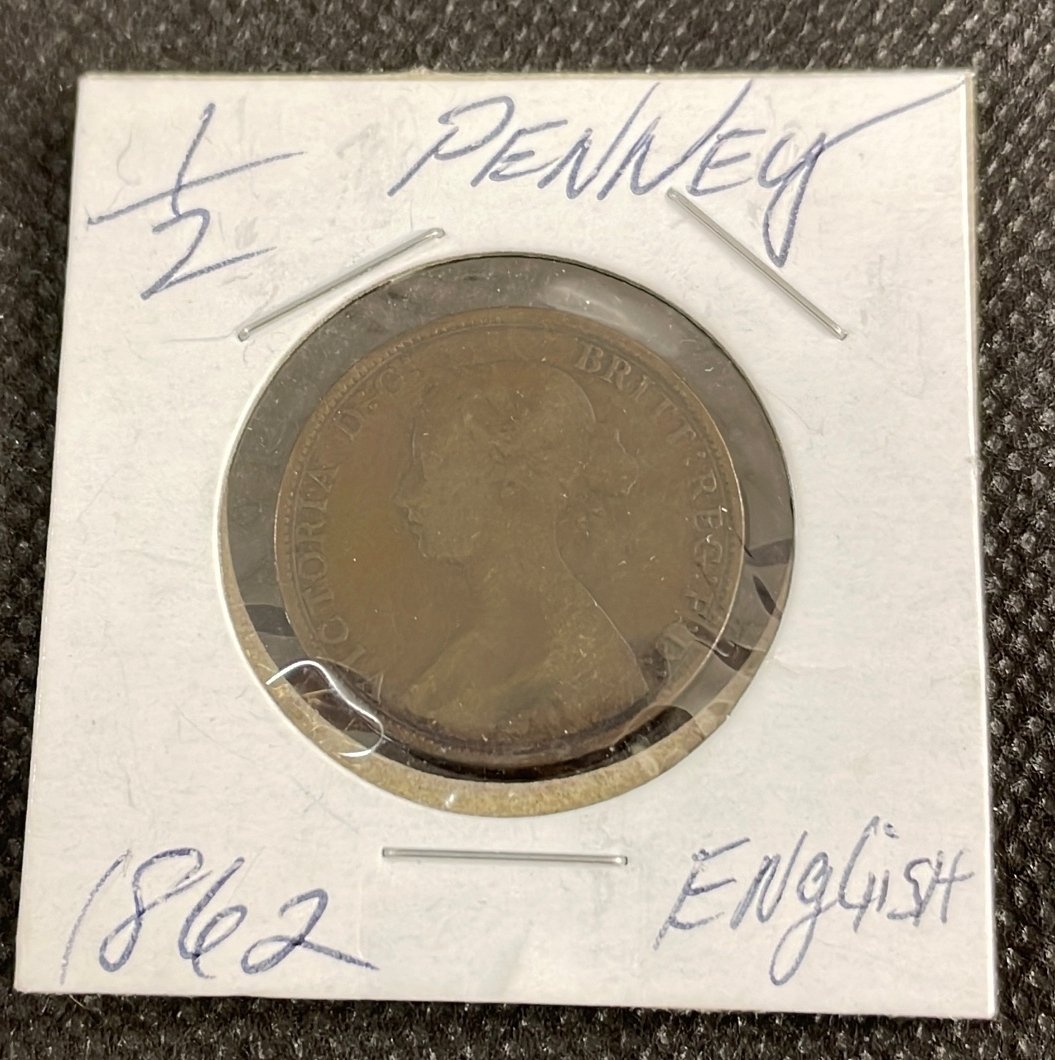 1/2 PENNEy
VICTORIA D: G: BRITT: REG: F: D:
1862 ENgliSH